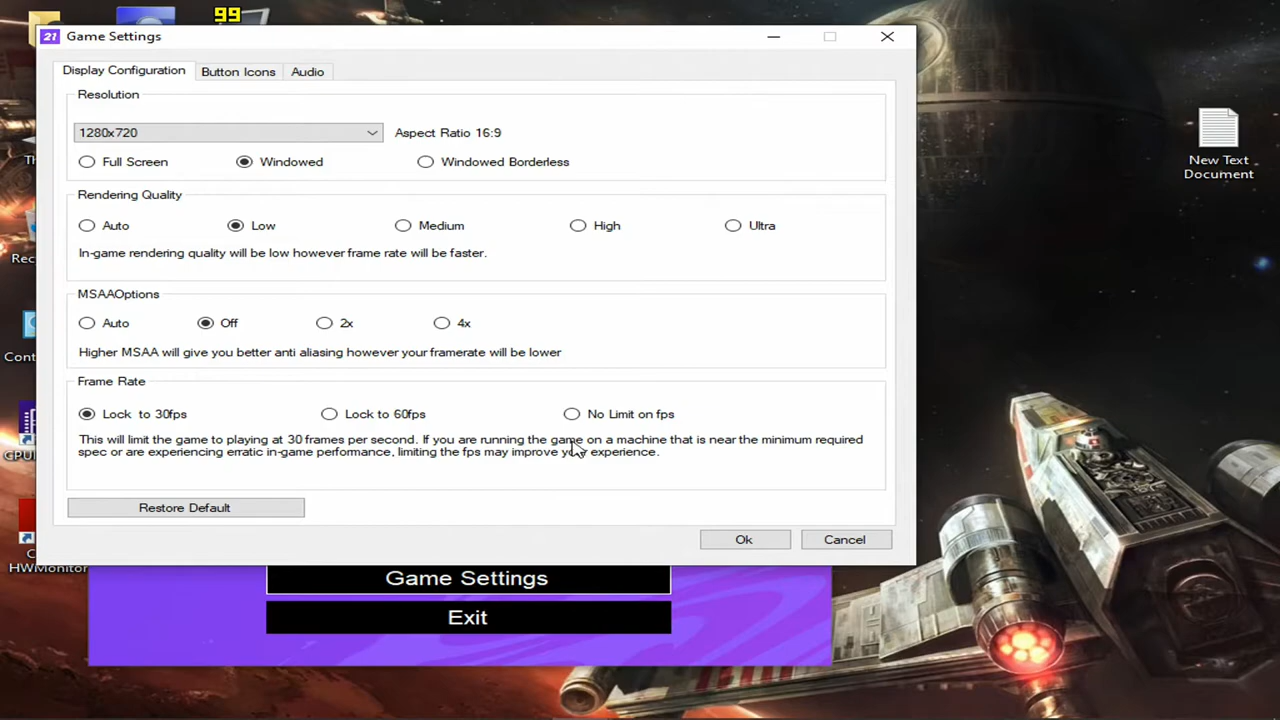 99
21 Game Settings
Display Configuration Button Icons Audio
Resolution
1280x720 Aspect Ratio 16:9
Full Screen Windowed Windowed Borderless
Rendering Quality
Auto Low Medium High Ultra
In-game rendering quality will be low however frame rate will be faster.
MSAAOptions
Auto Off 2x 4x
Higher MSAA will give you better anti aliasing however your framerate will be lower
Frame Rate
Lock to 30fps Lock to 60fps No Limit on fps
This will limit the game to playing at 30 frames per second. If you are running the game on a machine that is near the minimum required
spec or are experiencing erratic in-game performance, limiting the fps may improve your experience.
Restore Default
Ok Cancel
Game Settings
Exit
New Text
Document
Th
Rec
Cont
CPUI
C
HWMonitor